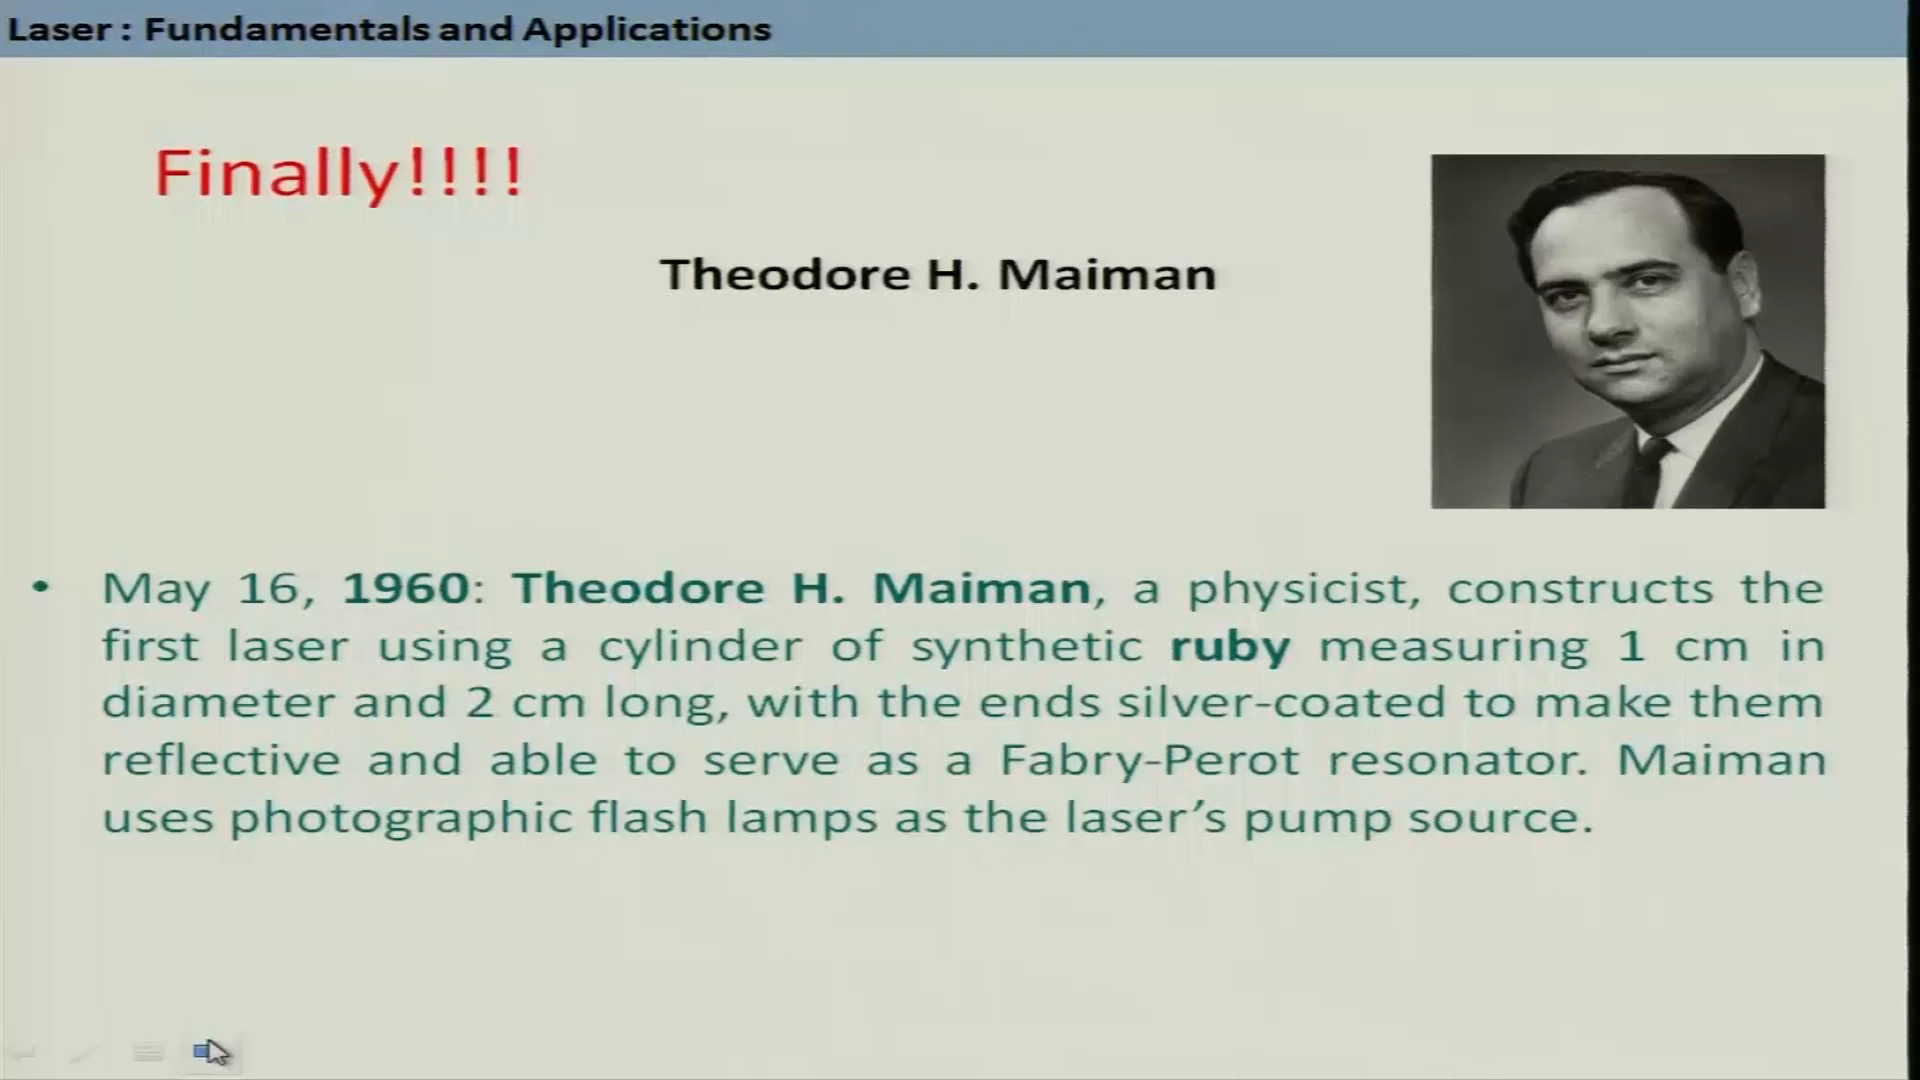 Laser : Fundamentals and Applications
Finally!!!!
Theodore H. Maiman
• May 16, 1960: Theodore H. Maiman, a physicist, constructs the
first laser using a cylinder of synthetic ruby measuring 1 cm in
diameter and 2 cm long, with the ends silver-coated to make them
reflective and able to serve as a Fabry-Perot resonator. Maiman
uses photographic flash lamps as the laser’s pump source.